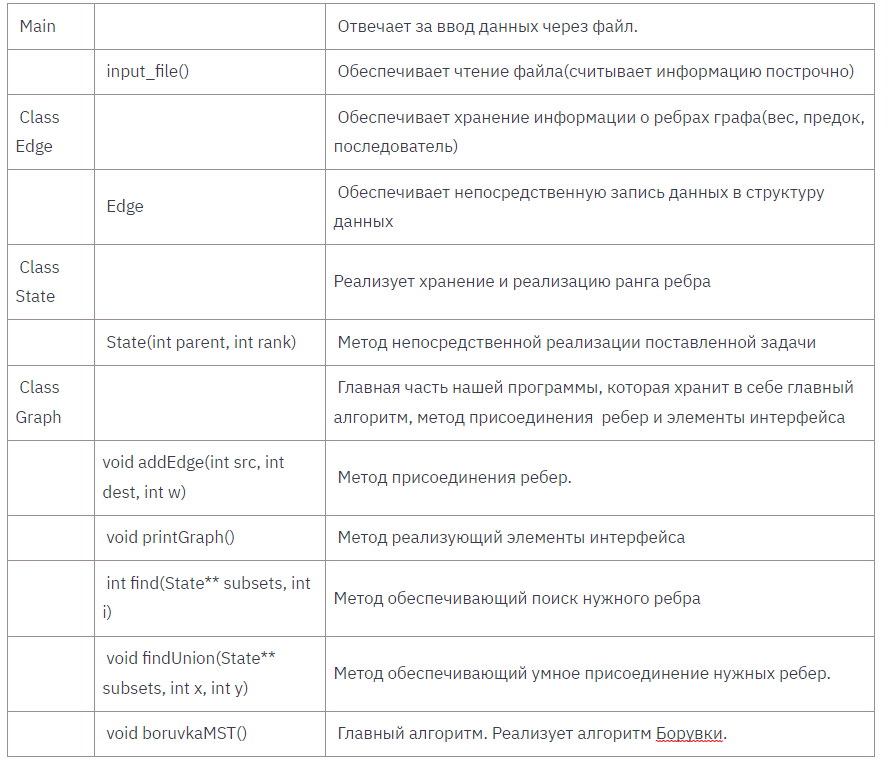 Main
Отвечает за ввод данных через файл.
input_file()
Обеспечивает чтение файла(считывает информацию построчно)
Class
Edge
Обеспечивает хранение информации о ребрах графа(вес, предок,
последователь)
Edge
Обеспечивает непосредственную запись данных в структуру
данных
Class
State
Реализует хранение и реализацию ранга ребра
State(int parent, int rank)
Метод непосредственной реализации поставленной задачи
Class
Graph
Главная часть нашей программы, которая хранит в себе главный
алгоритм, метод присоединения ребер и элементы интерфейса
void addEdge(int src, int
dest, int w)
Метод присоединения ребер.
void printGraph()
Метод реализующий элементы интерфейса
int find(State** subsets, int
i)
Метод обеспечивающий поиск нужного ребра
void findUnion(State**
subsets, int x, int y)
Метод обеспечивающий умное присоединение нужных ребер.
void boruvkaMST()
Главный алгоритм. Реализует алгоритм Борувки.